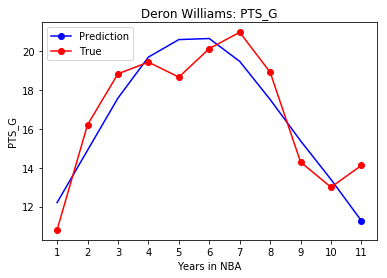 Deron Williams: PTS_G
Prediction
True
PTS_G
20
18
16
14
12
1 2 3 4 5 6 7 8 9 10 11
Years in NBA